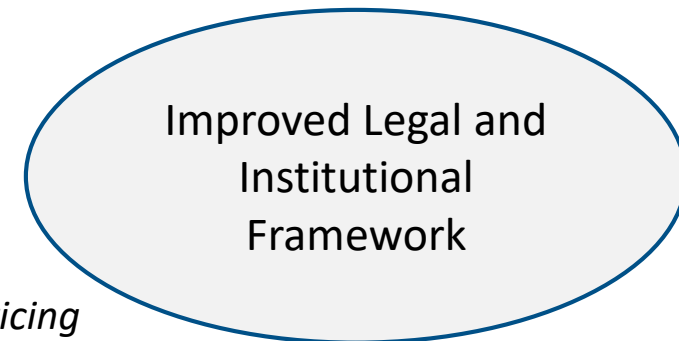 Improved Legal and
Institutional
Framework
icing